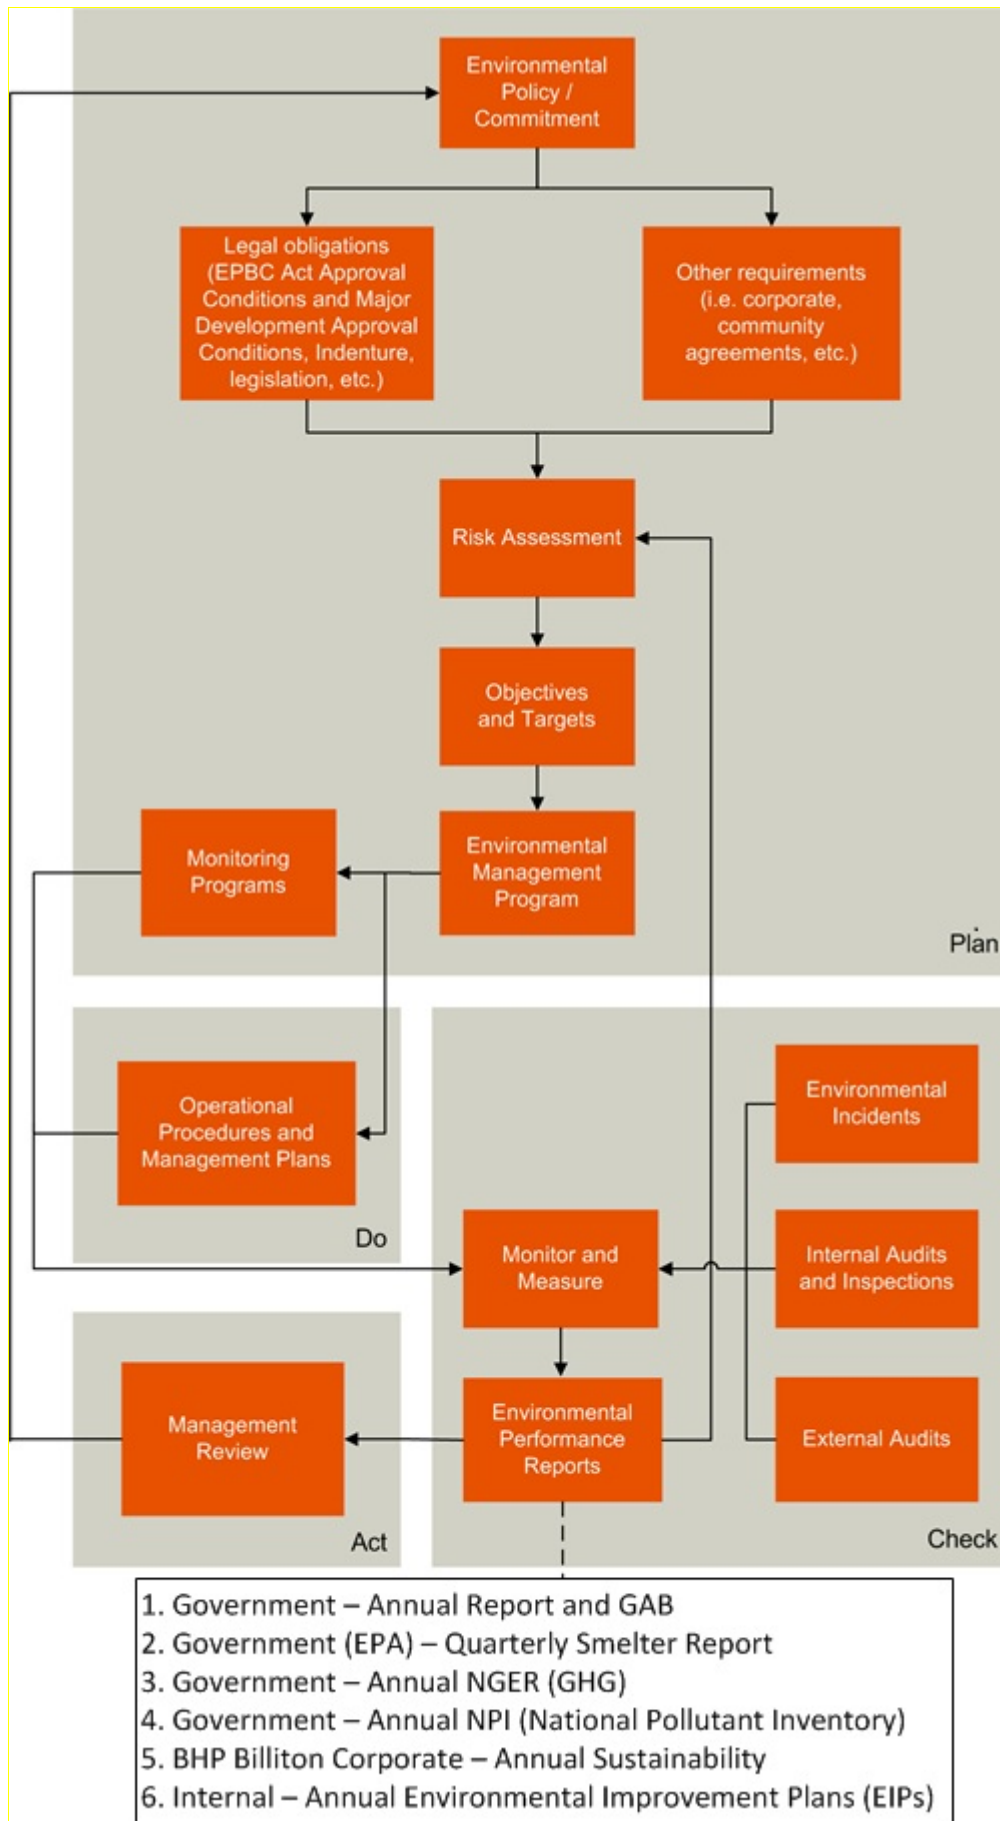 Environmental
Policy /
Commitment
Legal obligations
(EPBC Act Approval
Conditions and Major
Development Approval
Conditions, Indenture,
legislation, etc.)
Other requirements
(i.e. corporate,
community
agreements, etc.)
Risk Assessment
Objectives
and Targets
Environmental
Management
Program
Monitoring
Programs
Plan
Operational
Procedures and
Management Plans
Do
Environmental
Incidents
Monitor and
Measure
Internal Audits
and Inspections
Management
Review
Act
Environmental
Performance
Reports
External Audits
Check
1. Government – Annual Report and GAB
2. Government (EPA) – Quarterly Smelter Report
3. Government – Annual NGER (GHG)
4. Government – Annual NPI (National Pollutant Inventory)
5. BHP Billiton Corporate – Annual Sustainability
6. Internal – Annual Environmental Improvement Plans (EIPs)